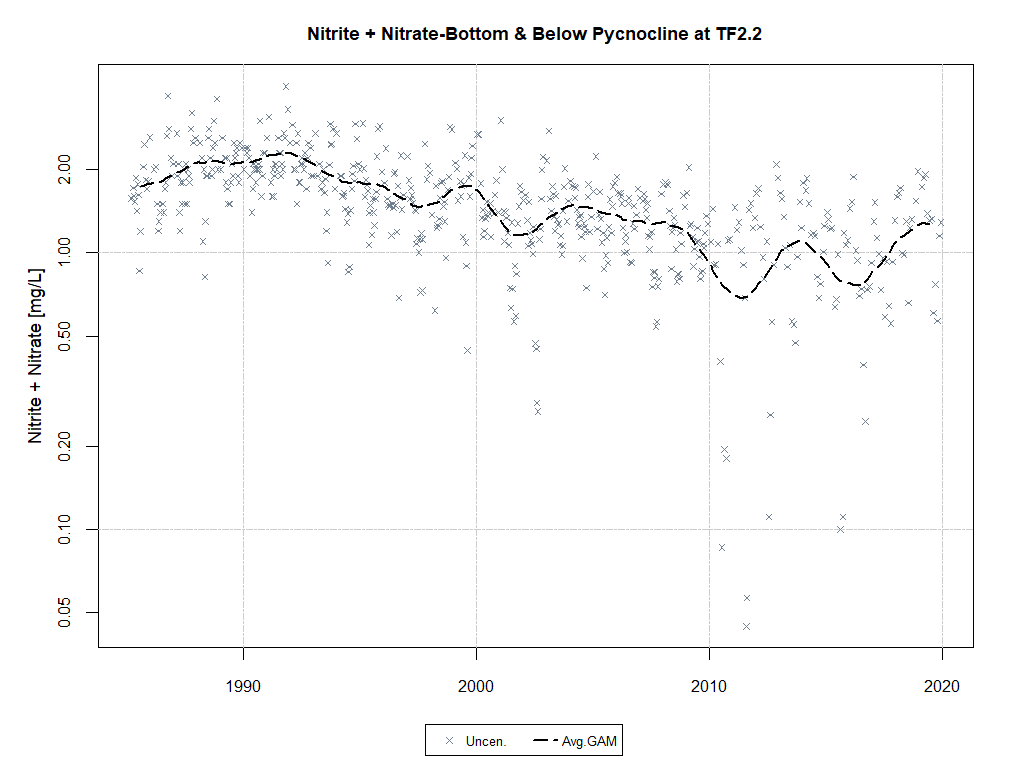 Nitrite + Nitrate-Bottom & Below Pycnocline at TF2.2
Nitrite + Nitrate [mg/L]
2.00
1.00
0.50
0.20
0.10
0.05
1990 2000 2010 2020
Uncen. Avg.GAM